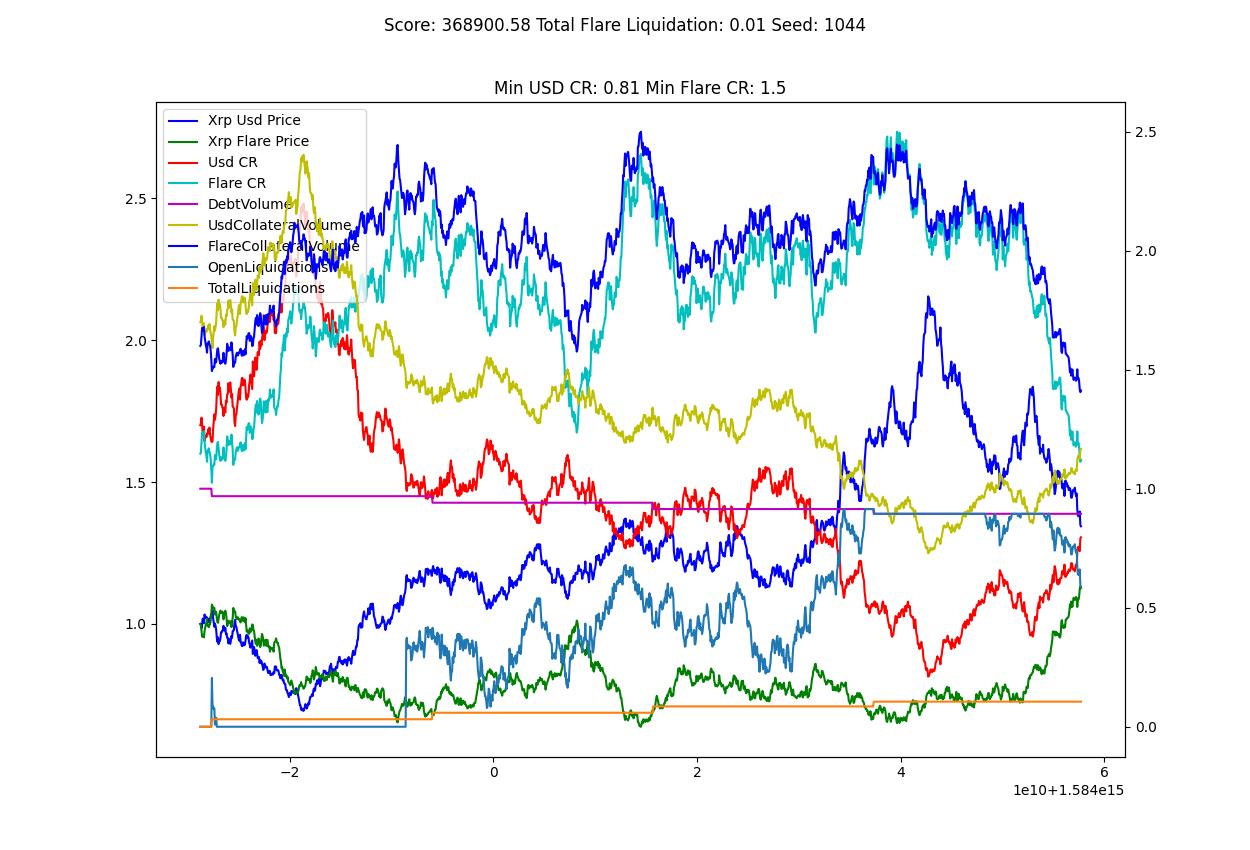 Score: 368900.58 Total Flare Liquidation: 0.01 Seed: 1044
Min USD CR: 0.81 Min Flare CR: 1.5
Xrp Usd Price
Xrp Flare Price
Usd CR
Flare CR
DebtVolume
UsdCollateralVolume
FlareCollateralVolume
OpenLiquidations
TotalLiquidations
2.5
2.0
1.5
1.0
2.5
2.0
1.5
1.0
0.5
0.0
−2
0
2
4
6
1e10+1.584e15